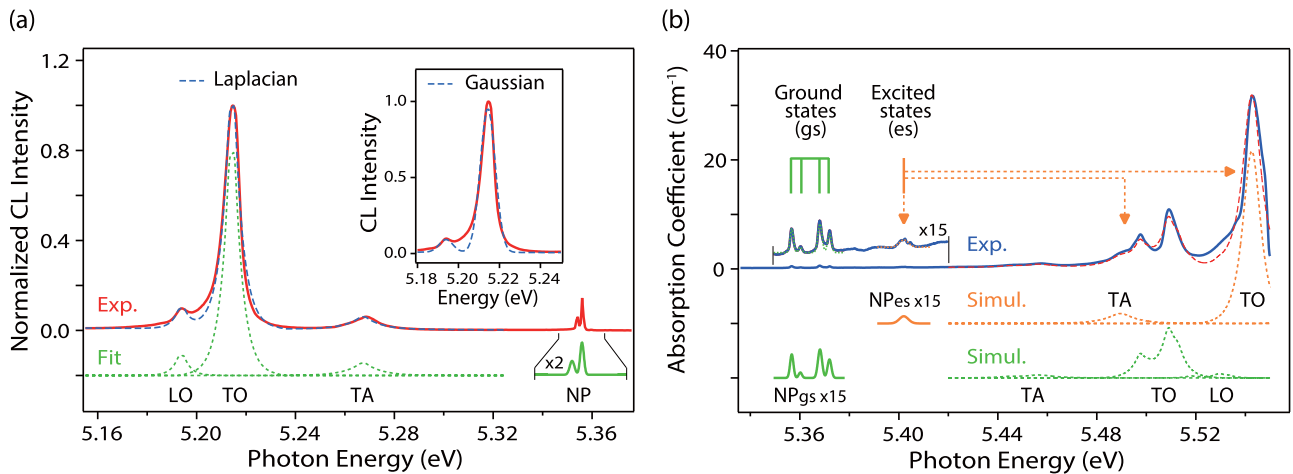 (a)
Normalized CL Intensity
1.2
0.8
0.4
0.0
Laplacian
Gaussian
CL Intensity
1.0
0.5
0.0
5.18 5.20 5.22 5.24
Energy (eV)
Exp.
Fit
x2
LO TO TA NP
5.16 5.20 5.24 5.28 5.32 5.36
Photon Energy (eV)
(b)
Absorption Coefficient (cm⁻¹)
40
20
0
Ground
states
(gs)
Excited
states
(es)
x15
Exp.
NPes x15
Simul.
TA
TO
Simul.
NPgs x15
TA
TO
LO
5.36 5.40 5.44 5.48 5.52
Photon Energy (eV)